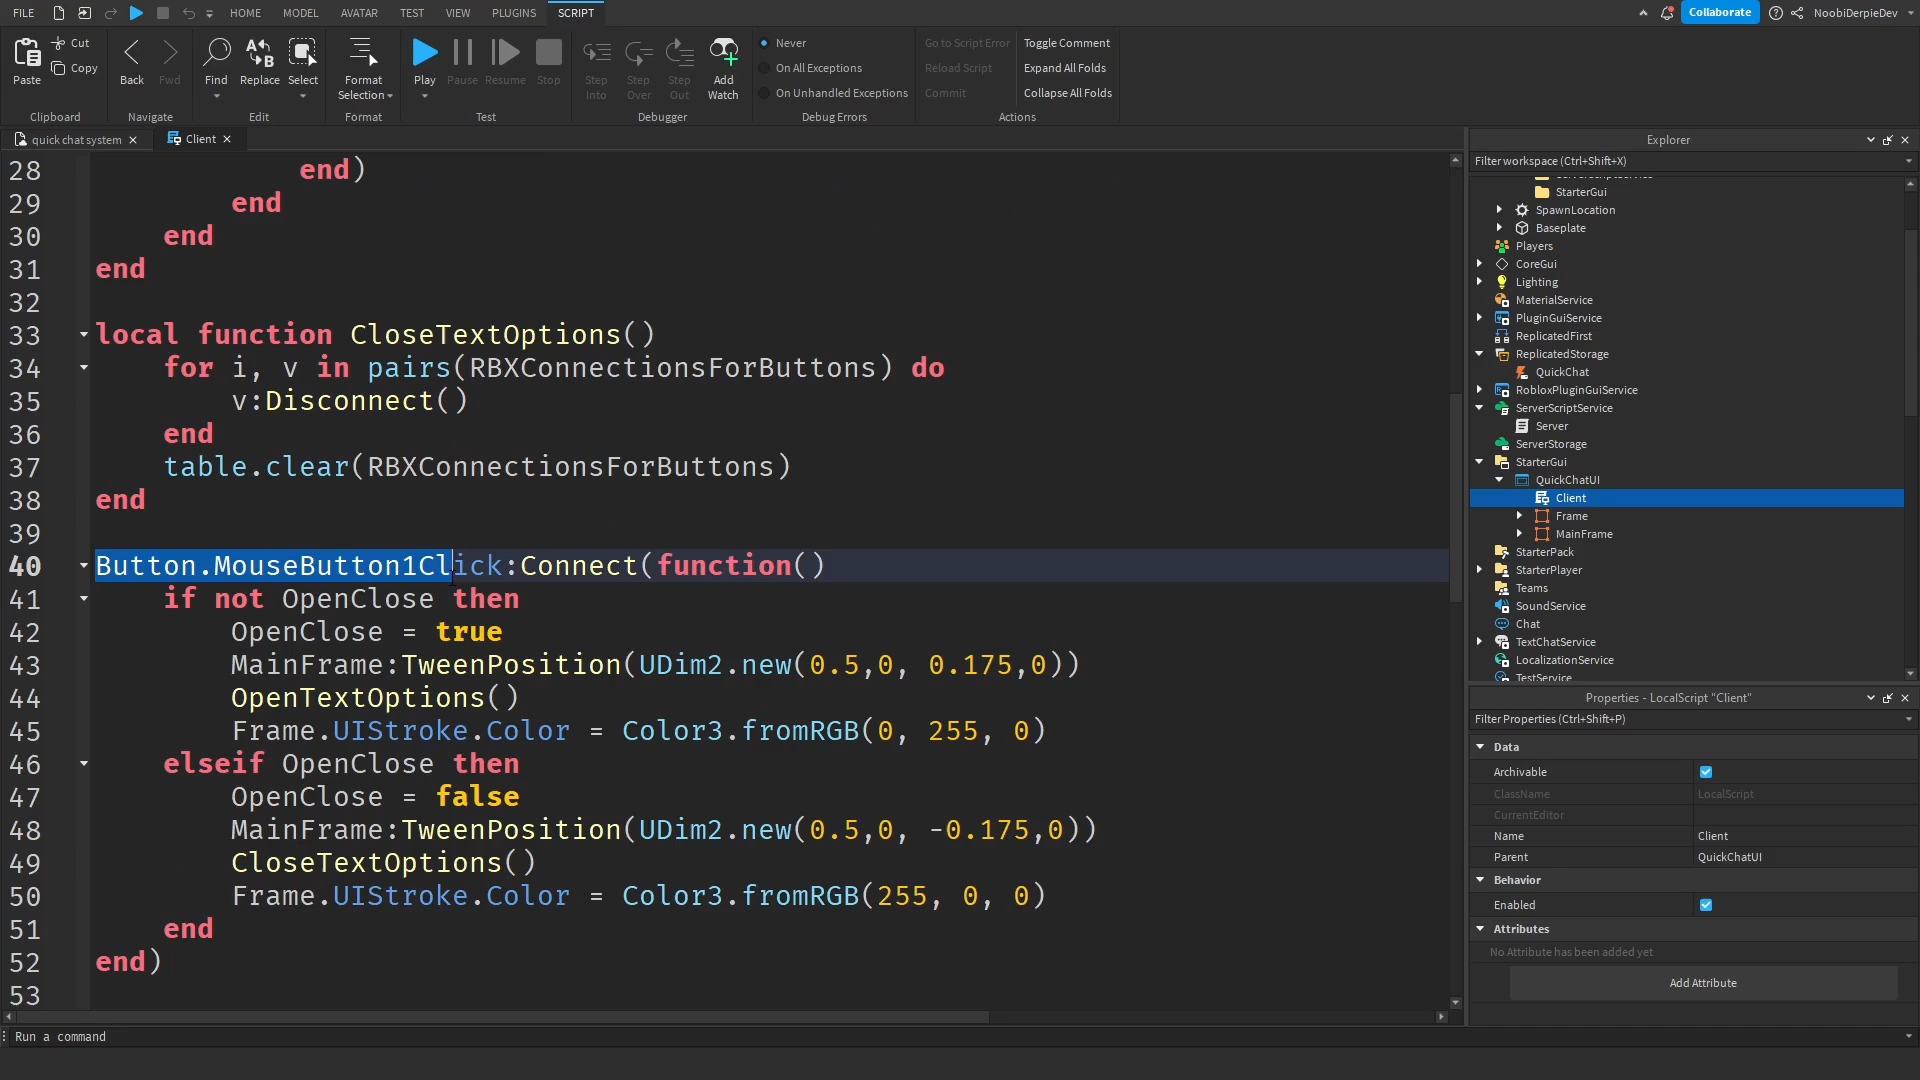 FILE HOME MODEL AVATAR TEST VIEW PLUGINS SCRIPT Collaborate NoobiDerpieDev
Paste Cut Copy
Clipboard
Back Fwd
Navigate
Find Replace Select
Edit
Format Selection
Format
Play Pause Resume Stop
Test
Step Into Step Over Step Out Add Watch
Debugger
Never
On All Exceptions
On Unhandled Exceptions
Debug Errors
Go to Script Error
Reload Script
Commit
Toggle Comment
Expand All Folds
Collapse All Folds
Actions
quick chat system Client
28 end)
29 end
30 end
31 end
32
33 local function CloseTextOptions()
34 for i, v in pairs(RBXConnectionsForButtons) do
35 v:Disconnect()
36 end
37 table.clear(RBXConnectionsForButtons)
38 end
39
40 Button.MouseButton1Click:Connect(function()
41 if not OpenClose then
42 OpenClose = true
43 MainFrame:TweenPosition(UDim2.new(0.5,0, 0.175,0))
44 OpenTextOptions()
45 Frame.UIStroke.Color = Color3.fromRGB(0, 255, 0)
46 elseif OpenClose then
47 OpenClose = false
48 MainFrame:TweenPosition(UDim2.new(0.5,0, -0.175,0))
49 CloseTextOptions()
50 Frame.UIStroke.Color = Color3.fromRGB(255, 0, 0)
51 end
52 end)
53
Run a command
Explorer
Filter workspace (Ctrl+Shift+X)
StarterGui
SpawnLocation
Baseplate
Players
CoreGui
Lighting
MaterialService
PluginGuiService
ReplicatedFirst
ReplicatedStorage
QuickChat
RobloxPluginGuiService
ServerScriptService
Server
ServerStorage
StarterGui
QuickChatUI
Client
Frame
MainFrame
StarterPack
StarterPlayer
Teams
SoundService
Chat
TextChatService
LocalizationService
TestService
Properties - LocalScript "Client"
Filter Properties (Ctrl+Shift+P)
Data
Archivable
ClassName LocalScript
CurrentEditor
Name Client
Parent QuickChatUI
Behavior
Enabled
Attributes
No Attribute has been added yet
Add Attribute